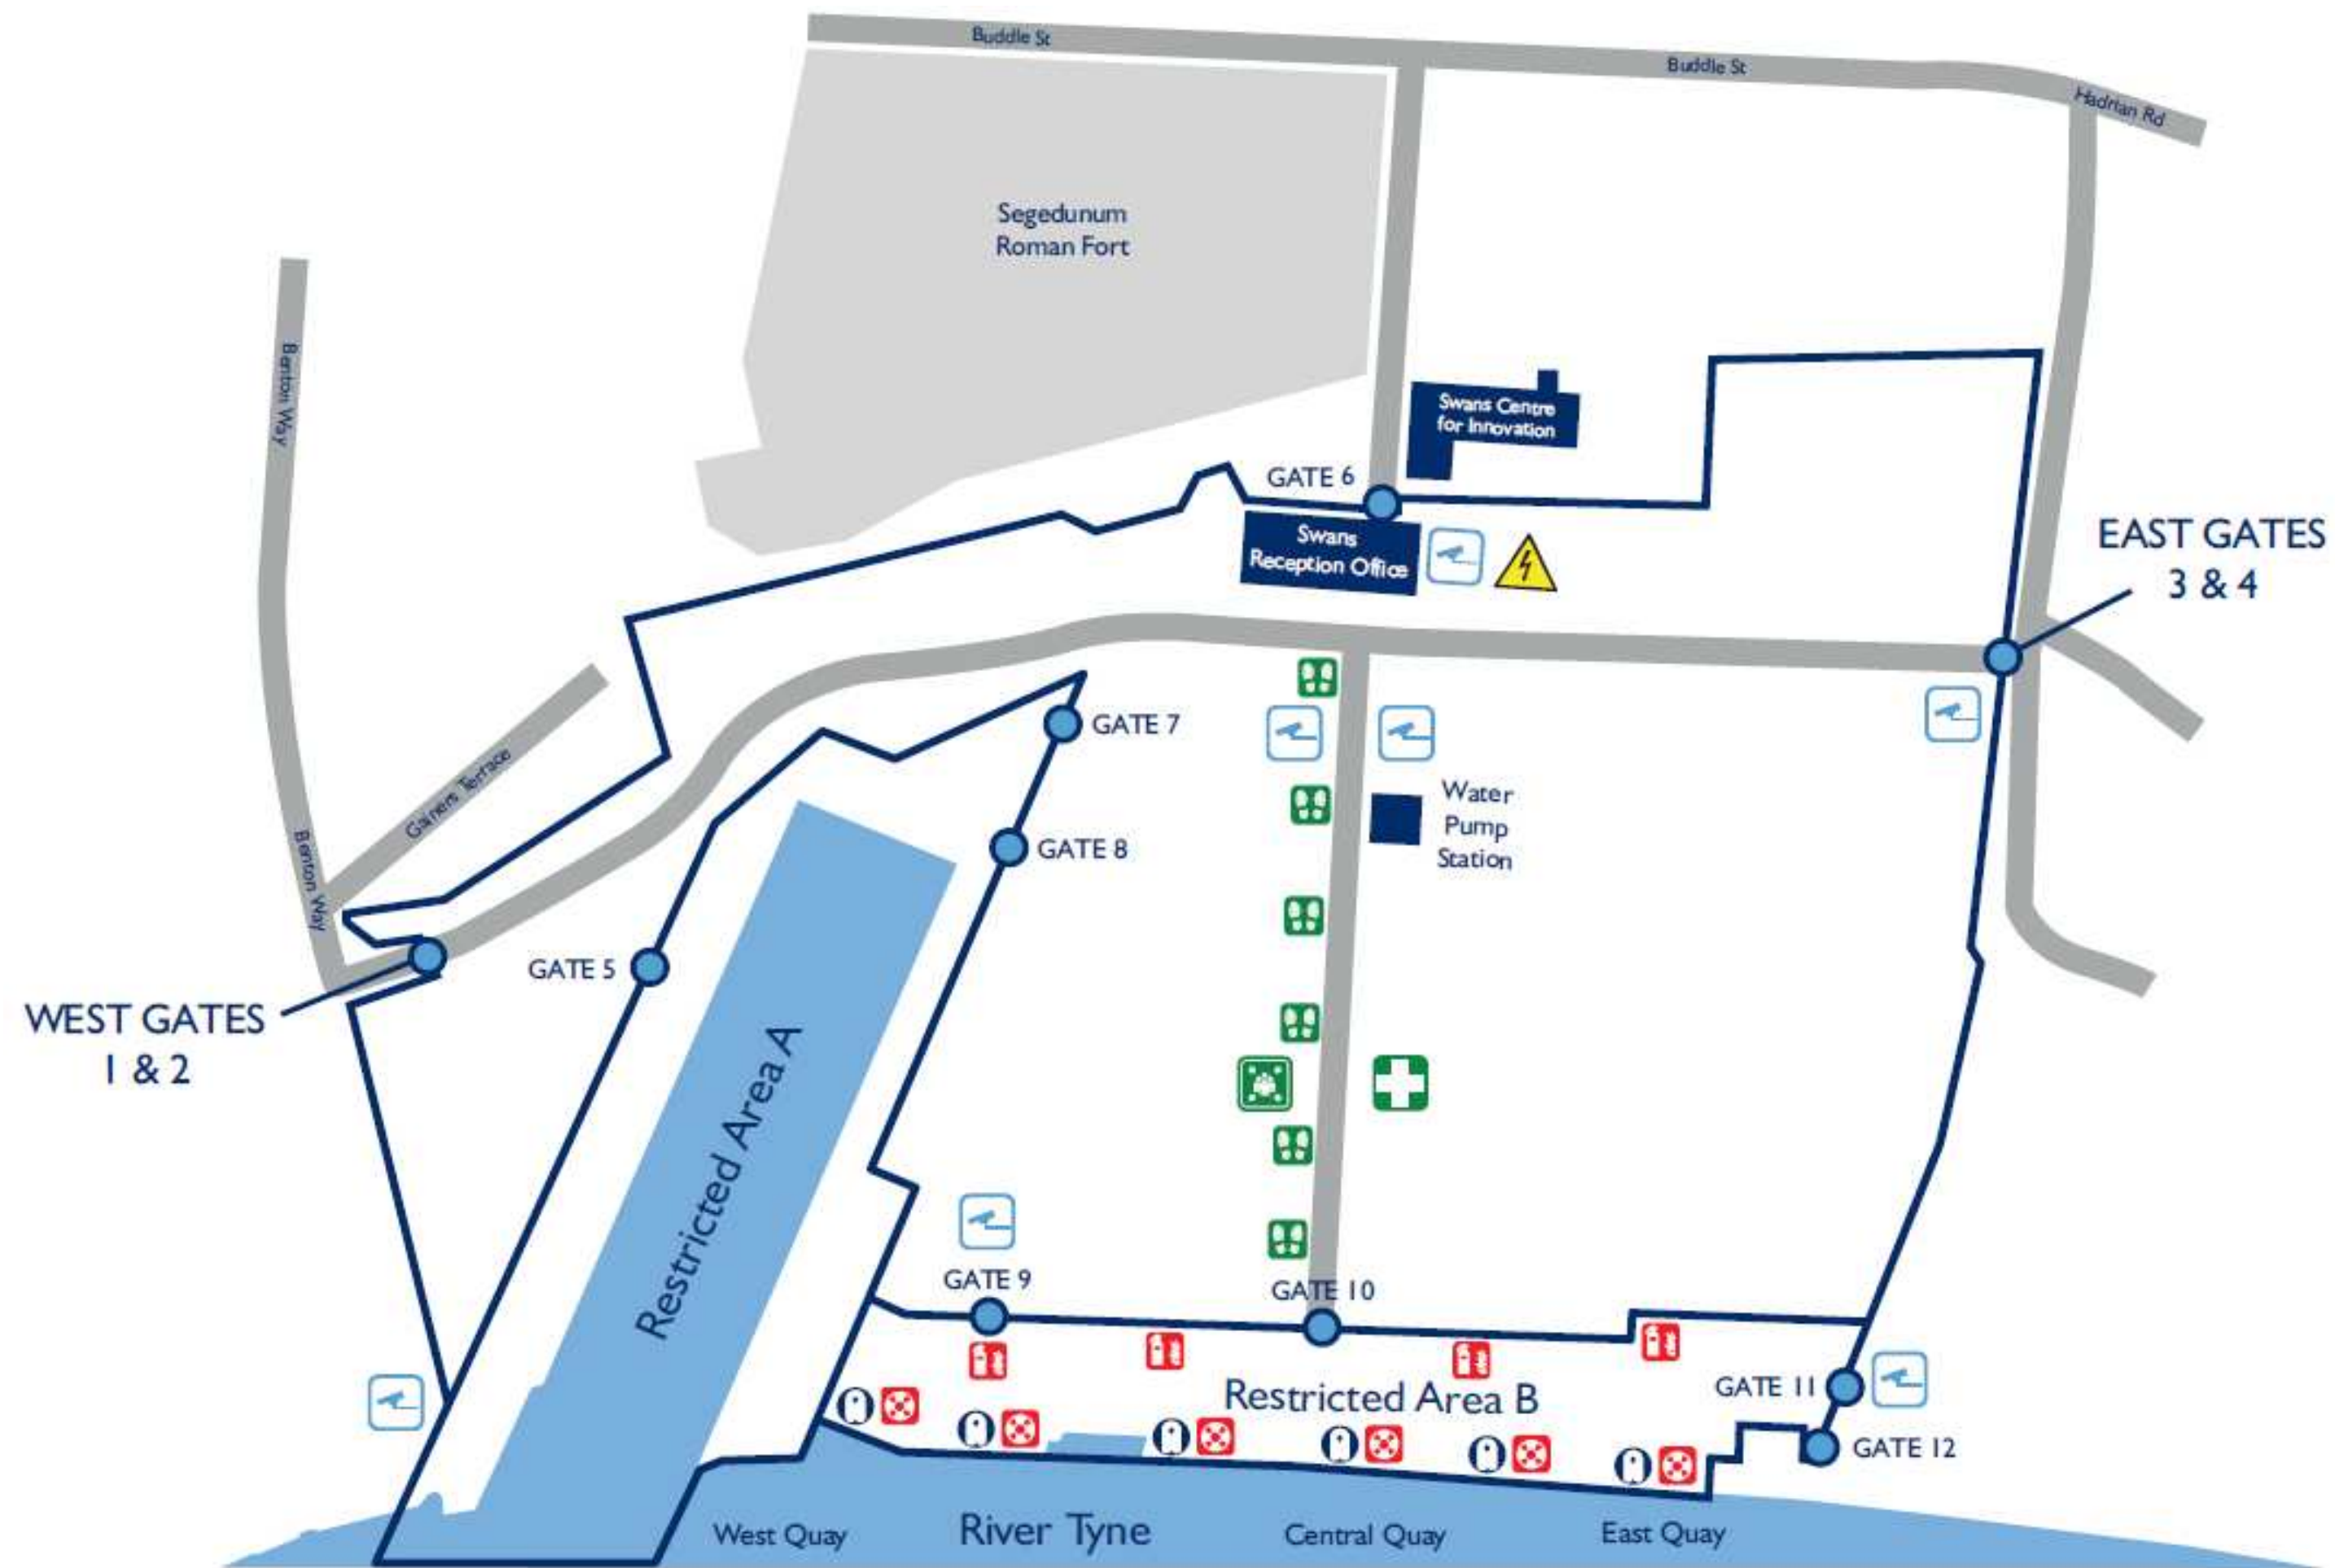 Buddle St
Buddle St
Hadrian Rd
Segedunum
Roman Fort
Benton Way
Swans Centre
for Innovation
GATE 6
Swans
Reception Office
EAST GATES
3 & 4
GATE 7
Gainers Terrace
Water
Pump
Station
GATE 8
Benton Way
GATE 5
WEST GATES
1 & 2
Restricted Area A
GATE 9
GATE 10
Restricted Area B
GATE 11
GATE 12
West Quay
River Tyne
Central Quay
East Quay